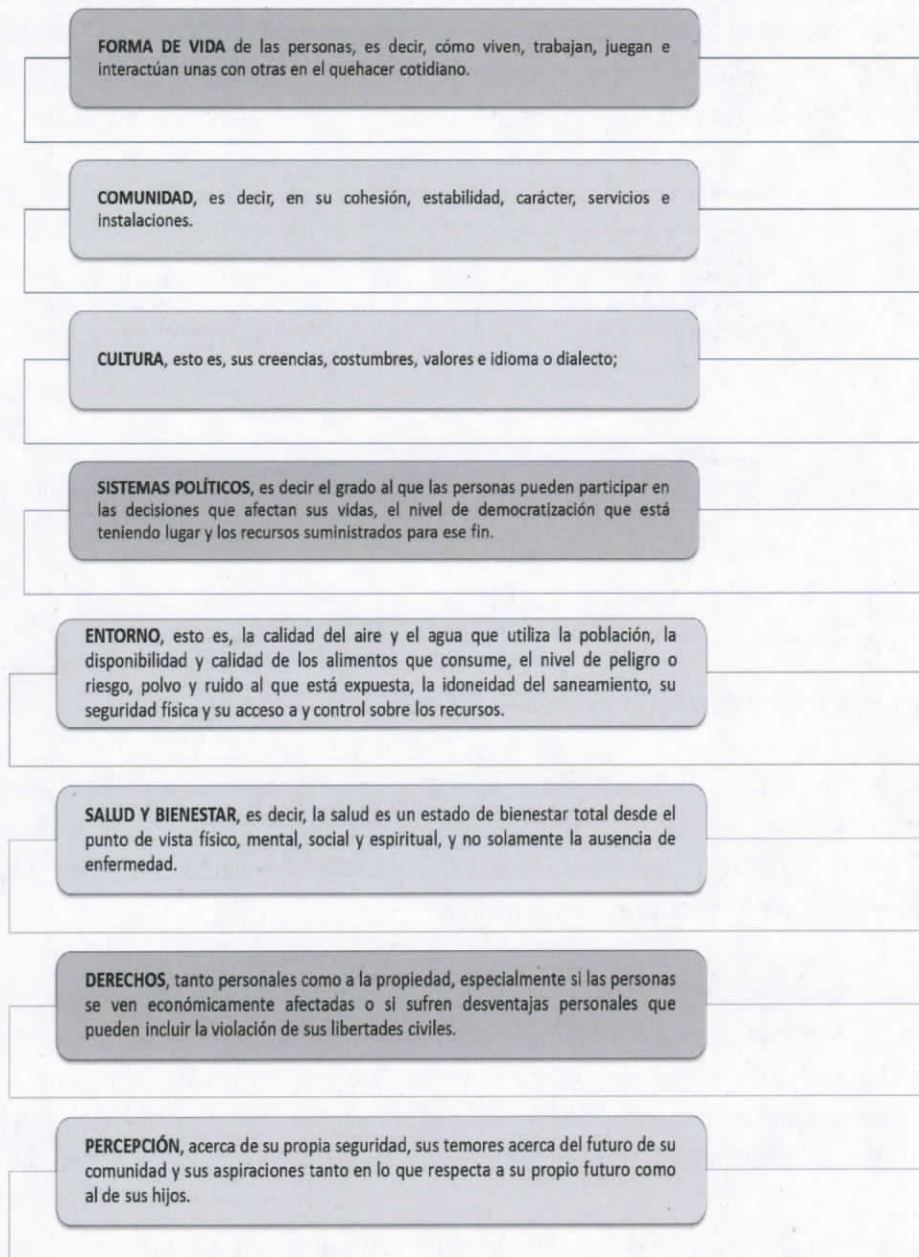 FORMA DE VIDA de las personas, es decir, cómo viven, trabajan, juegan e
interactúan unas con otras en el quehacer cotidiano.
COMUNIDAD, es decir, en su cohesión, estabilidad, carácter, servicios e
instalaciones.
CULTURA, esto es, sus creencias, costumbres, valores e idioma o dialecto;
SISTEMAS POLÍTICOS, es decir el grado al que las personas pueden participar en
las decisiones que afectan sus vidas, el nivel de democratización que está
teniendo lugar y los recursos suministrados para ese fin.
ENTORNO, esto es, la calidad del aire y el agua que utiliza la población, la
disponibilidad y calidad de los alimentos que consume, el nivel de peligro o
riesgo, polvo y ruido al que está expuesta, la idoneidad del saneamiento, su
seguridad física y su acceso a y control sobre los recursos.
SALUD Y BIENESTAR, es decir, la salud es un estado de bienestar total desde el
punto de vista físico, mental, social y espiritual, y no solamente la ausencia de
enfermedad.
DERECHOS, tanto personales como a la propiedad, especialmente si las personas
se ven económicamente afectadas o si sufren desventajas personales que
pueden incluir la violación de sus libertades civiles.
PERCEPCIÓN, acerca de su propia seguridad, sus temores acerca del futuro de su
comunidad y sus aspiraciones tanto en lo que respecta a su propio futuro como
al de sus hijos.